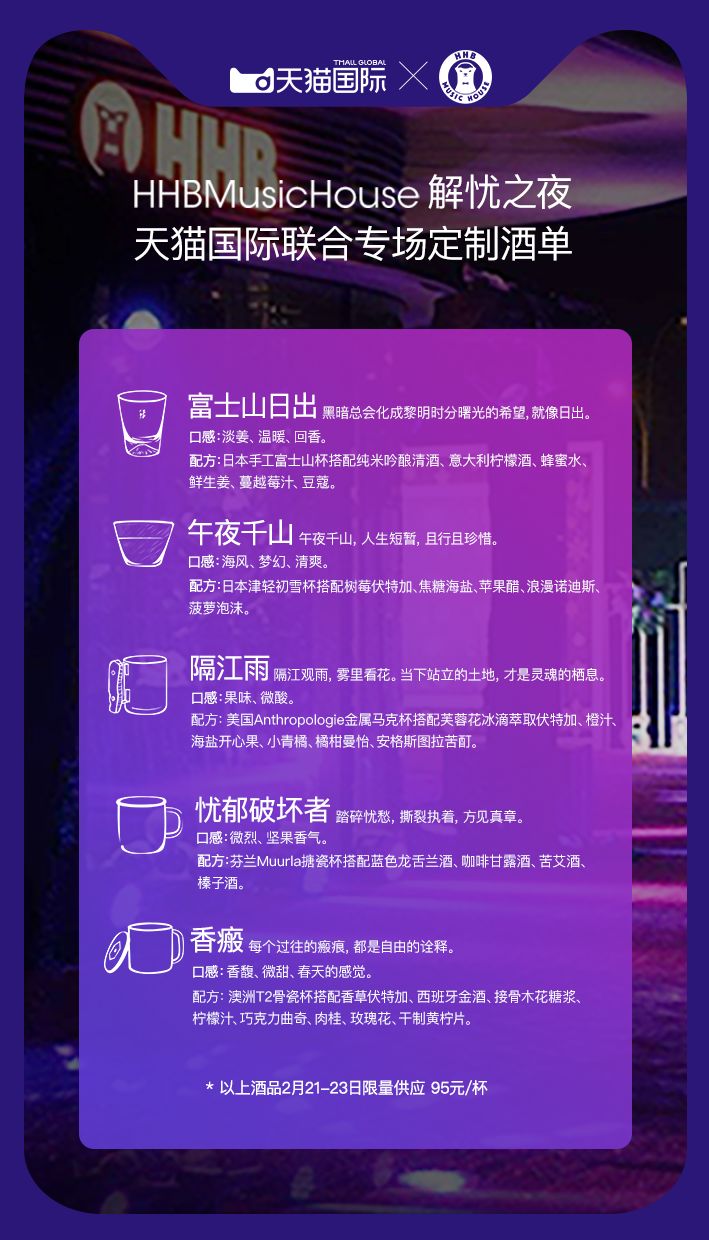 TMALL GLOBAL
天猫国际
HHB
MUSIC HOUSE
HHB
HHBMusicHouse 解忧之夜
天猫国际联合专场定制酒单
富士山日出 黑暗总会化成黎明时分曙光的希望,就像日出。
口感:淡姜、温暖、回香。
配方:日本手工富士山杯搭配纯米吟酿清酒、意大利柠檬酒、蜂蜜水、
鲜生姜、蔓越莓汁、豆蔻。
午夜千山 午夜千山, 人生短暂, 且行且珍惜。
口感:海风、梦幻、清爽。
配方:日本津轻初雪杯搭配树莓伏特加、焦糖海盐、苹果醋、浪漫诺迪斯、
菠萝泡沫。
隔江雨 隔江观雨, 雾里看花。当下站立的土地, 才是灵魂的栖息。
口感:果味、微酸。
配方: 美国Anthropologie金属马克杯搭配芙蓉花冰滴萃取伏特加、橙汁、
海盐开心果、小青橘、橘柑曼怡、安格斯图拉苦酊。
忧郁破坏者 踏碎忧愁, 撕裂执着, 方见真章。
口感:微烈、坚果香气。
配方:芬兰Muurla搪瓷杯搭配蓝色龙舌兰酒、咖啡甘露酒、苦艾酒、
榛子酒。
香瘢 每个过往的瘢痕, 都是自由的诠释。
口感:香馥、微甜、春天的感觉。
配方: 澳洲T2骨瓷杯搭配香草伏特加、西班牙金酒、接骨木花糖浆、
柠檬汁、巧克力曲奇、肉桂、玫瑰花、干制黄柠片。
* 以上酒品2月21-23日限量供应 95元/杯